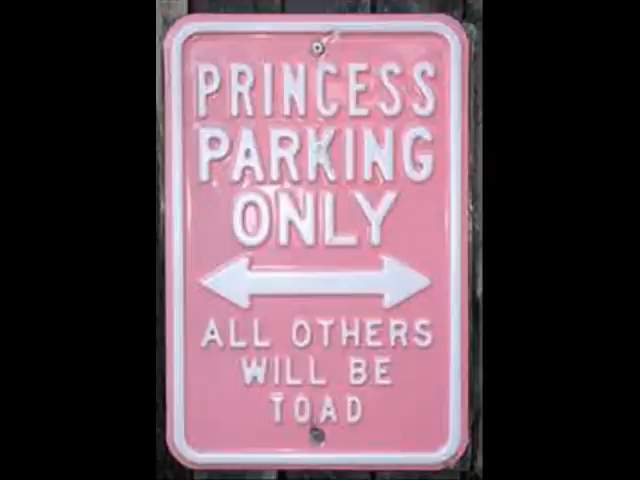 PRINCESS
PARKING
ONLY
ALL OTHERS
WILL BE
TOAD